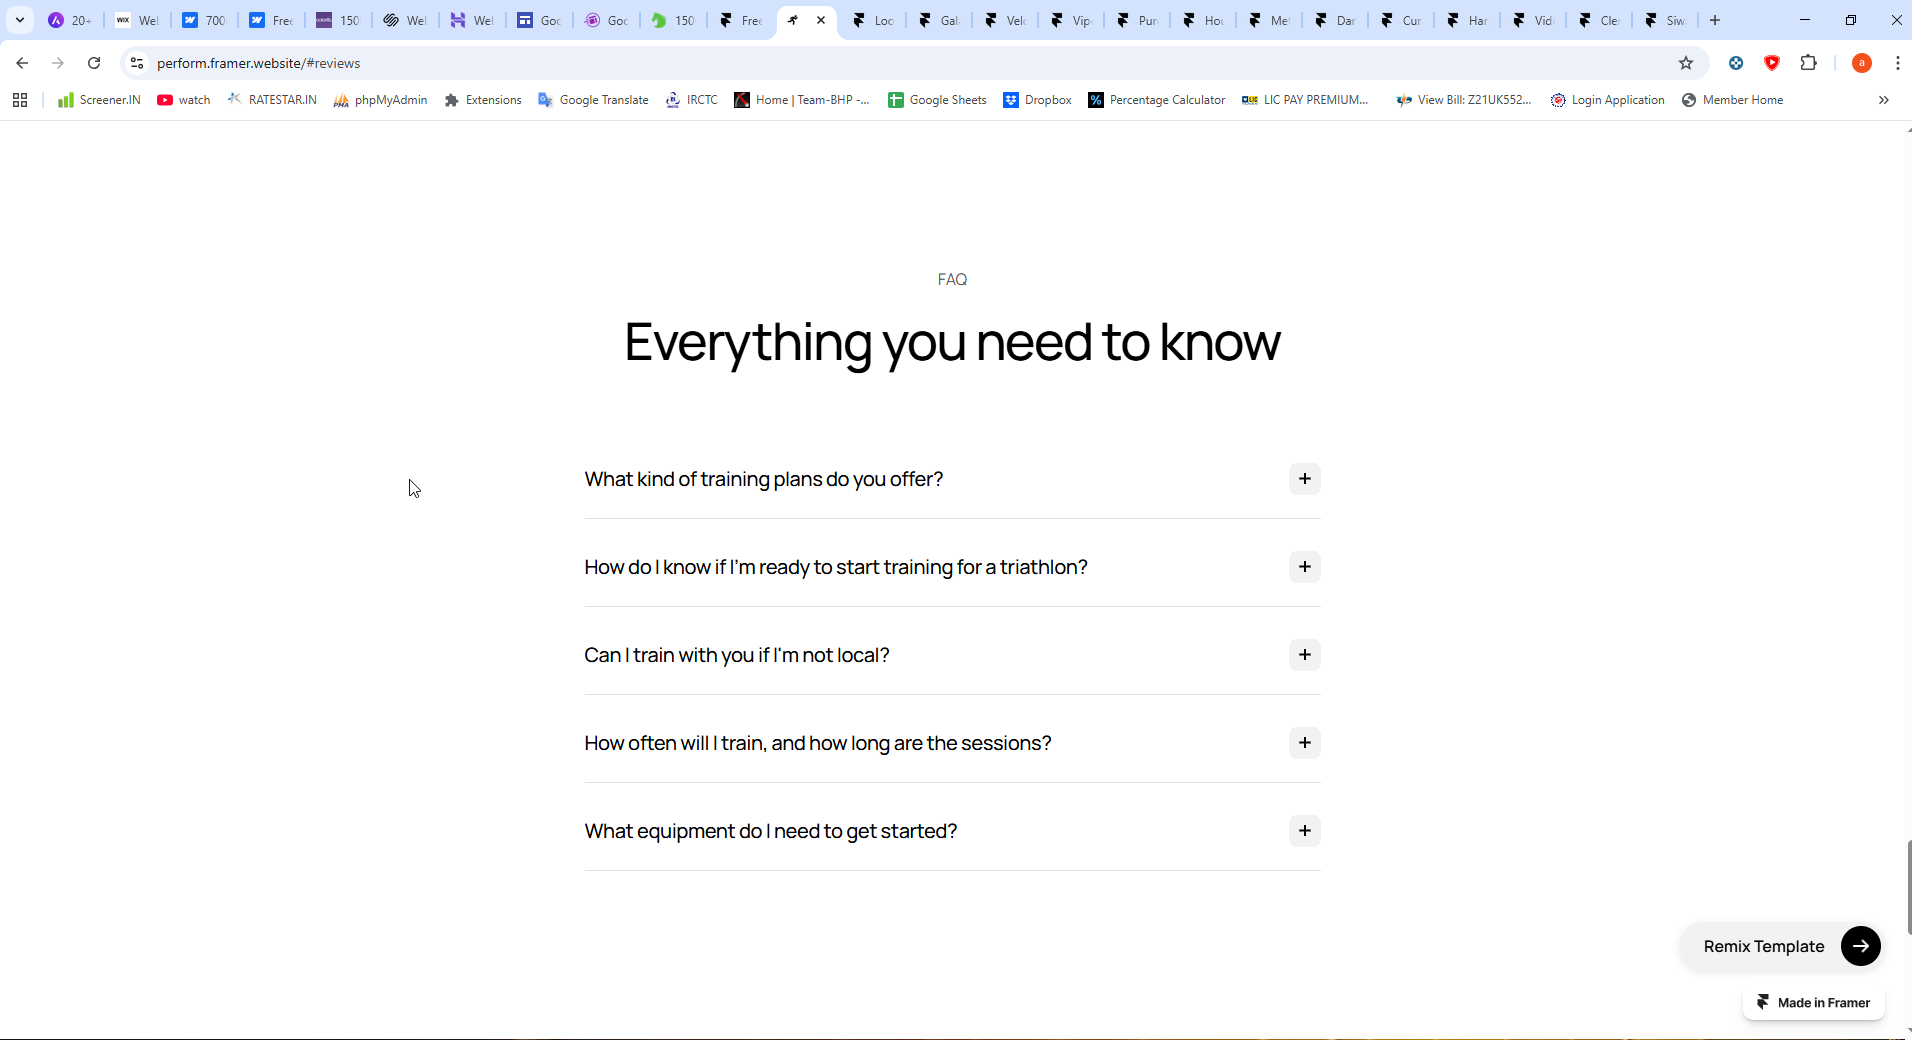 20+
Wel
700
Free
150
Wel
Wel
Goo
Goo
150
Free
Loo
Gal
Velo
Vip
Pur
Hou
Me
Dar
Cur
Har
Vid
Cle
Siw
perform.framer.website/#reviews
a
Screener.IN
watch
RATESTAR.IN
phpMyAdmin
Extensions
Google Translate
IRCTC
Home | Team-BHP -...
Google Sheets
Dropbox
Percentage Calculator
LIC PAY PREMIUM...
View Bill: Z21UK552...
Login Application
Member Home
FAQ
Everything you need to know
What kind of training plans do you offer?
How do I know if I'm ready to start training for a triathlon?
Can I train with you if I'm not local?
How often will I train, and how long are the sessions?
What equipment do I need to get started?
Remix Template
Made in Framer